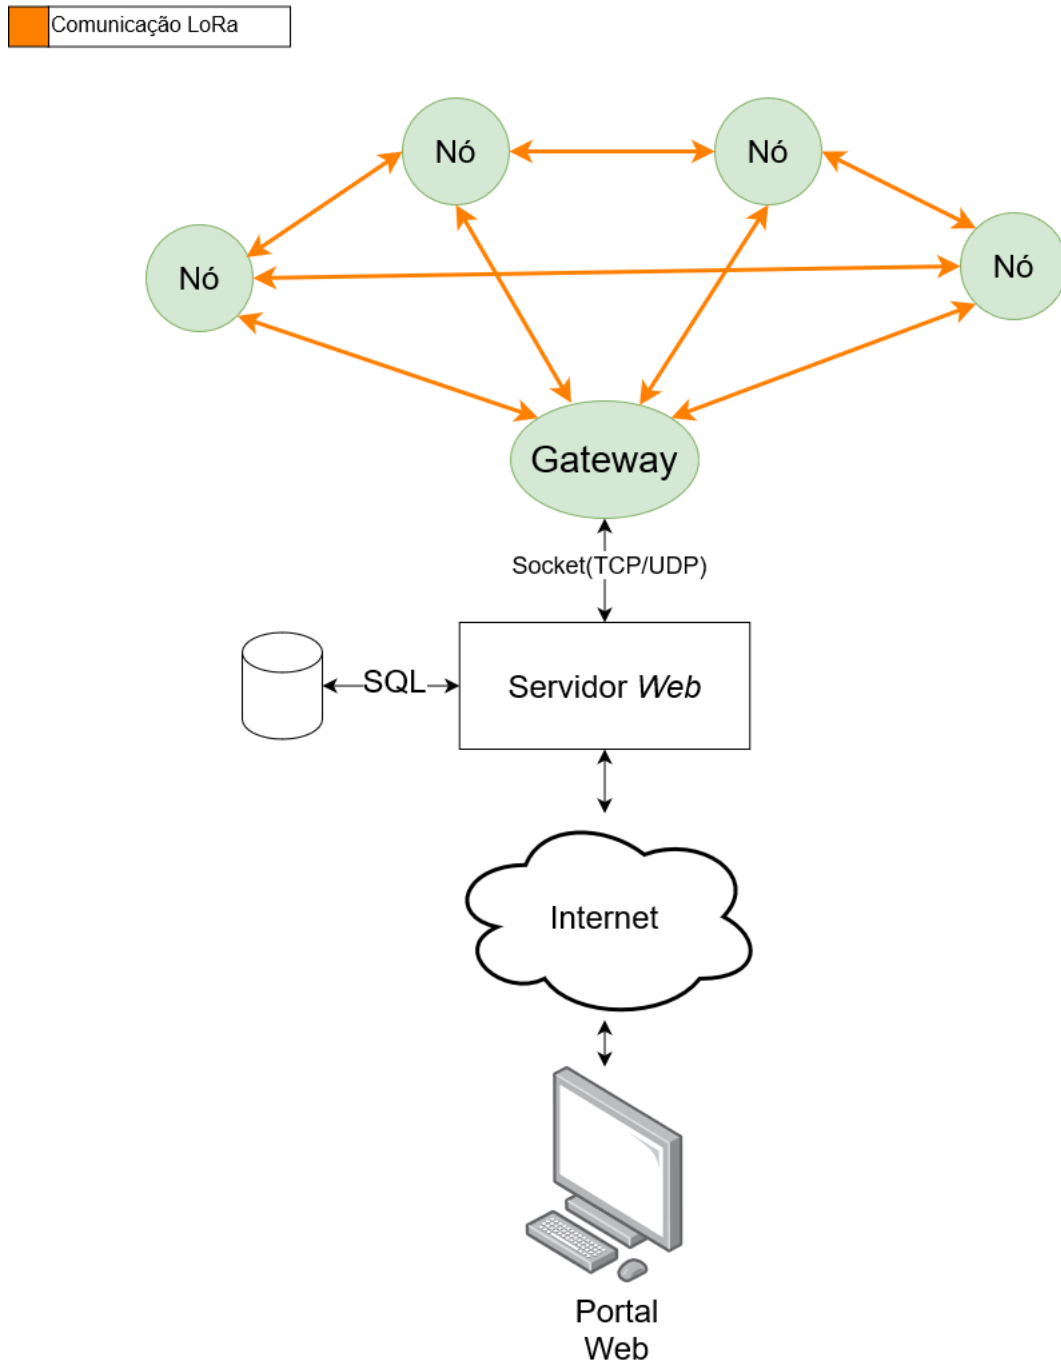 Comunicação LoRa
Nó
Nó
Nó
Nó
Gateway
Socket(TCP/UDP)
SQL
Servidor Web
Internet
Portal
Web